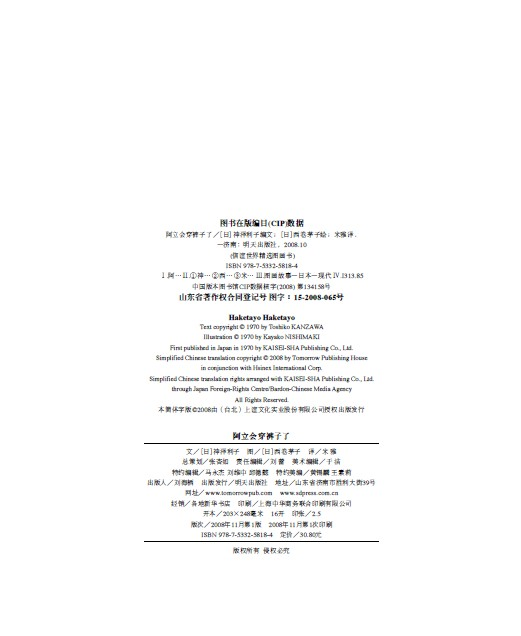 图书在版编目(CIP)数据
阿立会穿裤子了／[日]神泽利子编文；[日]西卷茅子绘；米雅译.
—济南：明天出版社，2008.10
(信谊世界精选图画书)
ISBN 978-7-5332-5818-4
Ⅰ.阿… Ⅱ.①神…②西…③米… Ⅲ.图画故事—日本—现代 Ⅳ.I313.85
中国版本图书馆CIP数据核字(2008) 第134158号
山东省著作权合同登记号 图字：15-2008-065号
Haketayo Haketayo
Text copyright © 1970 by Toshiko KANZAWA
Illustration © 1970 by Kayako NISHIMAKI
First published in Japan in 1970 by KAISEI-SHA Publishing Co., Ltd.
Simplified Chinese translation copyright © 2008 by Tomorrow Publishing House
in conjunction with Hsinex International Corp.
Simplified Chinese translation rights arranged with KAISEI-SHA Publishing Co., Ltd.
through Japan Foreign-Rights Centre/Bardon-Chinese Media Agency
All Rights Reserved.
本简体字版©2008由（台北）上谊文化实业股份有限公司授权出版发行
阿立会穿裤子了
文／[日]神泽利子 图／[日]西卷茅子 译／米雅
总策划／张杏如 责任编辑／刘蕾 美术编辑／于洁
特约编辑／马永杰 刘维中 邱德懿 特约美编／黄锡麟 王素莉
出版人／刘海栖 出版发行／明天出版社 地址／山东省济南市胜利大街39号
网址／www.tomorrowpub.com www.sdpress.com.cn
经销／各地新华书店 印刷／上海中华商务联合印刷有限公司
开本／203×248毫米 16开 印张／2.5
版次／2008年11月第1版 2008年11月第1次印刷
ISBN 978-7-5332-5818-4 定价／30.80元
版权所有 侵权必究